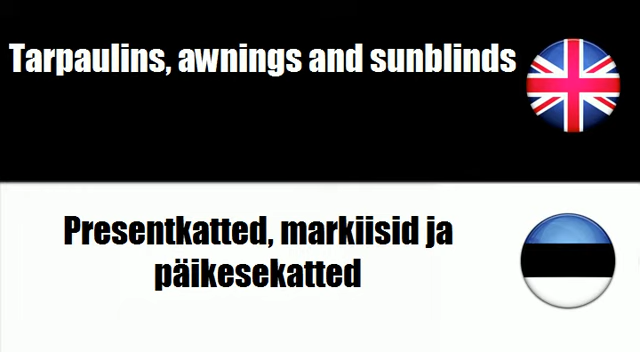 Tarpaulins, awnings and sunblinds
Presentkatted, markiisid ja
päikesekatted